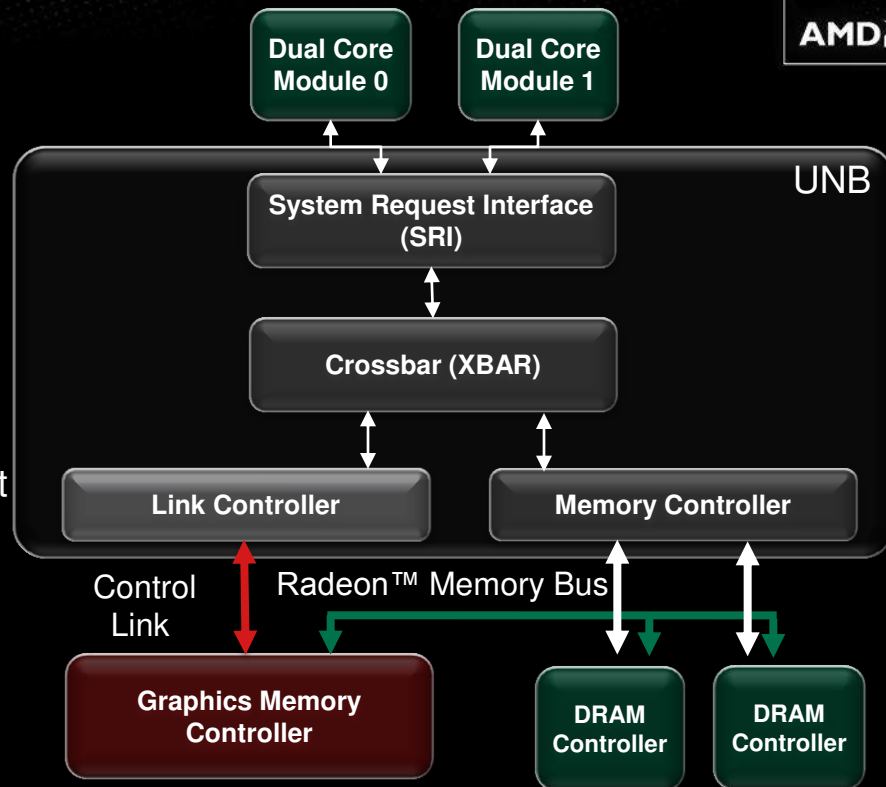 AMD
Dual Core
Module 0
Dual Core
Module 1
UNB
System Request Interface
(SRI)
Crossbar (XBAR)
t
Link Controller
Memory Controller
Control
Link
Radeon™ Memory Bus
Graphics Memory
Controller
DRAM
Controller
DRAM
Controller